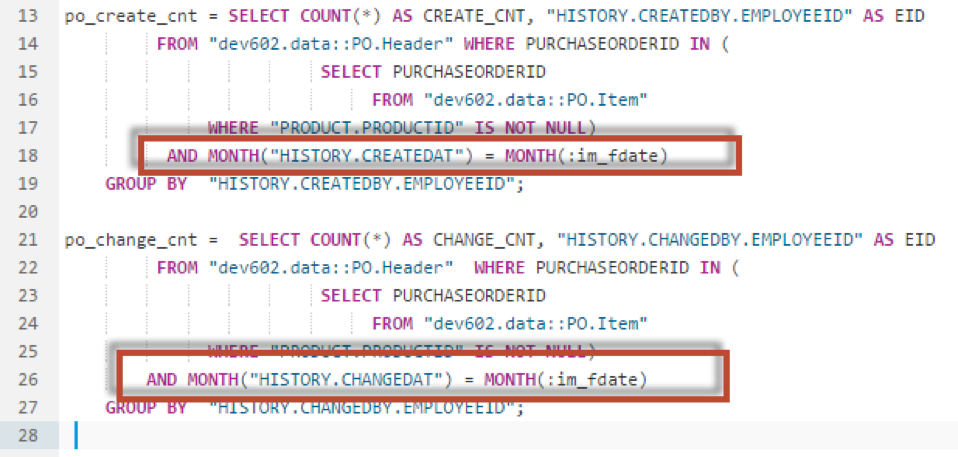 13 po_create_cnt = SELECT COUNT(*) AS CREATE_CNT, "HISTORY.CREATEDBY.EMPLOYEEID" AS EID
14 FROM "dev602.data::PO.Header" WHERE PURCHASEORDERID IN (
15 SELECT PURCHASEORDERID
16 FROM "dev602.data::PO.Item"
17 WHERE "PRODUCT.PRODUCTID" IS NOT NULL)
18 AND MONTH("HISTORY.CREATEDAT") = MONTH(:im_fdate)
19 GROUP BY "HISTORY.CREATEDBY.EMPLOYEEID";
20
21 po_change_cnt = SELECT COUNT(*) AS CHANGE_CNT, "HISTORY.CHANGEDBY.EMPLOYEEID" AS EID
22 FROM "dev602.data::PO.Header" WHERE PURCHASEORDERID IN (
23 SELECT PURCHASEORDERID
24 FROM "dev602.data::PO.Item"
25 WHERE "PRODUCT.PRODUCTID" IS NOT NULL)
26 AND MONTH("HISTORY.CHANGEDAT") = MONTH(:im_fdate)
27 GROUP BY "HISTORY.CHANGEDBY.EMPLOYEEID";
28